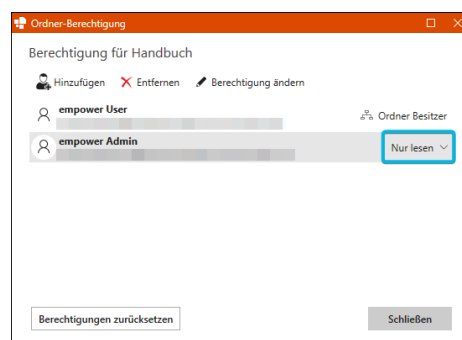 Ordner-Berechtigung
Berechtigung für Handbuch
Hinzufügen Entfernen Berechtigung ändern
empower User
Ordner Besitzer
empower Admin
Nur lesen
Berechtigungen zurücksetzen Schließen